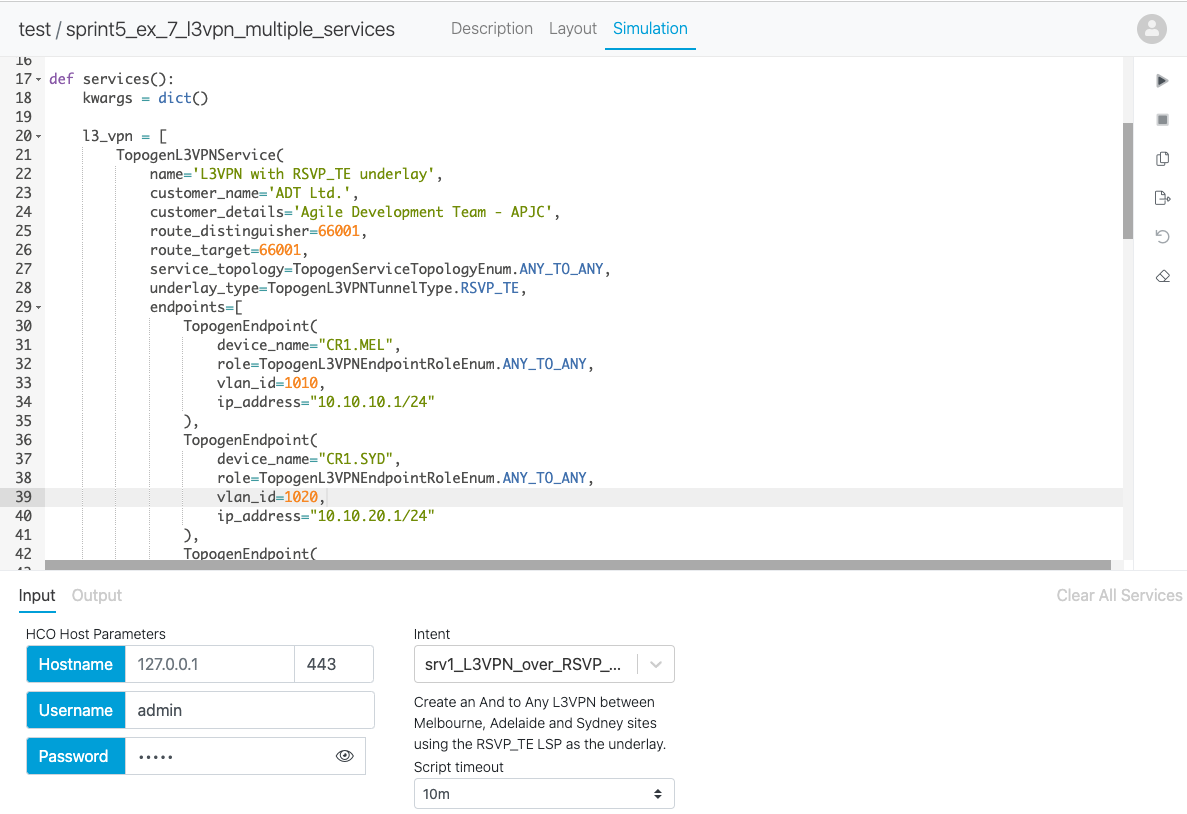 test / sprint5_ex_7_l3vpn_multiple_services
Description Layout Simulation
16
17 def services():
18 kwargs = dict()
19
20 l3_vpn = [
21 TopogenL3VPNService(
22 name='L3VPN with RSVP_TE underlay',
23 customer_name='ADT Ltd.',
24 customer_details='Agile Development Team - APJC',
25 route_distinguisher=66001,
26 route_target=66001,
27 service_topology=TopogenServiceTopologyEnum.ANY_TO_ANY,
28 underlay_type=TopogenL3VPNTunnelType.RSVP_TE,
29 endpoints=[
30 TopogenEndpoint(
31 device_name="CR1.MEL",
32 role=TopogenL3VPNEndpointRoleEnum.ANY_TO_ANY,
33 vlan_id=1010,
34 ip_address="10.10.10.1/24"
35 ),
36 TopogenEndpoint(
37 device_name="CR1.SYD",
38 role=TopogenL3VPNEndpointRoleEnum.ANY_TO_ANY,
39 vlan_id=1020,
40 ip_address="10.10.20.1/24"
41 ),
42 TopogenEndpoint(
Input Output
Clear All Services
HCO Host Parameters
Hostname 127.0.0.1 443
Username admin
Password •••••
Intent
srv1_L3VPN_over_RSVP_...
Create an And to Any L3VPN between
Melbourne, Adelaide and Sydney sites
using the RSVP_TE LSP as the underlay.
Script timeout
10m